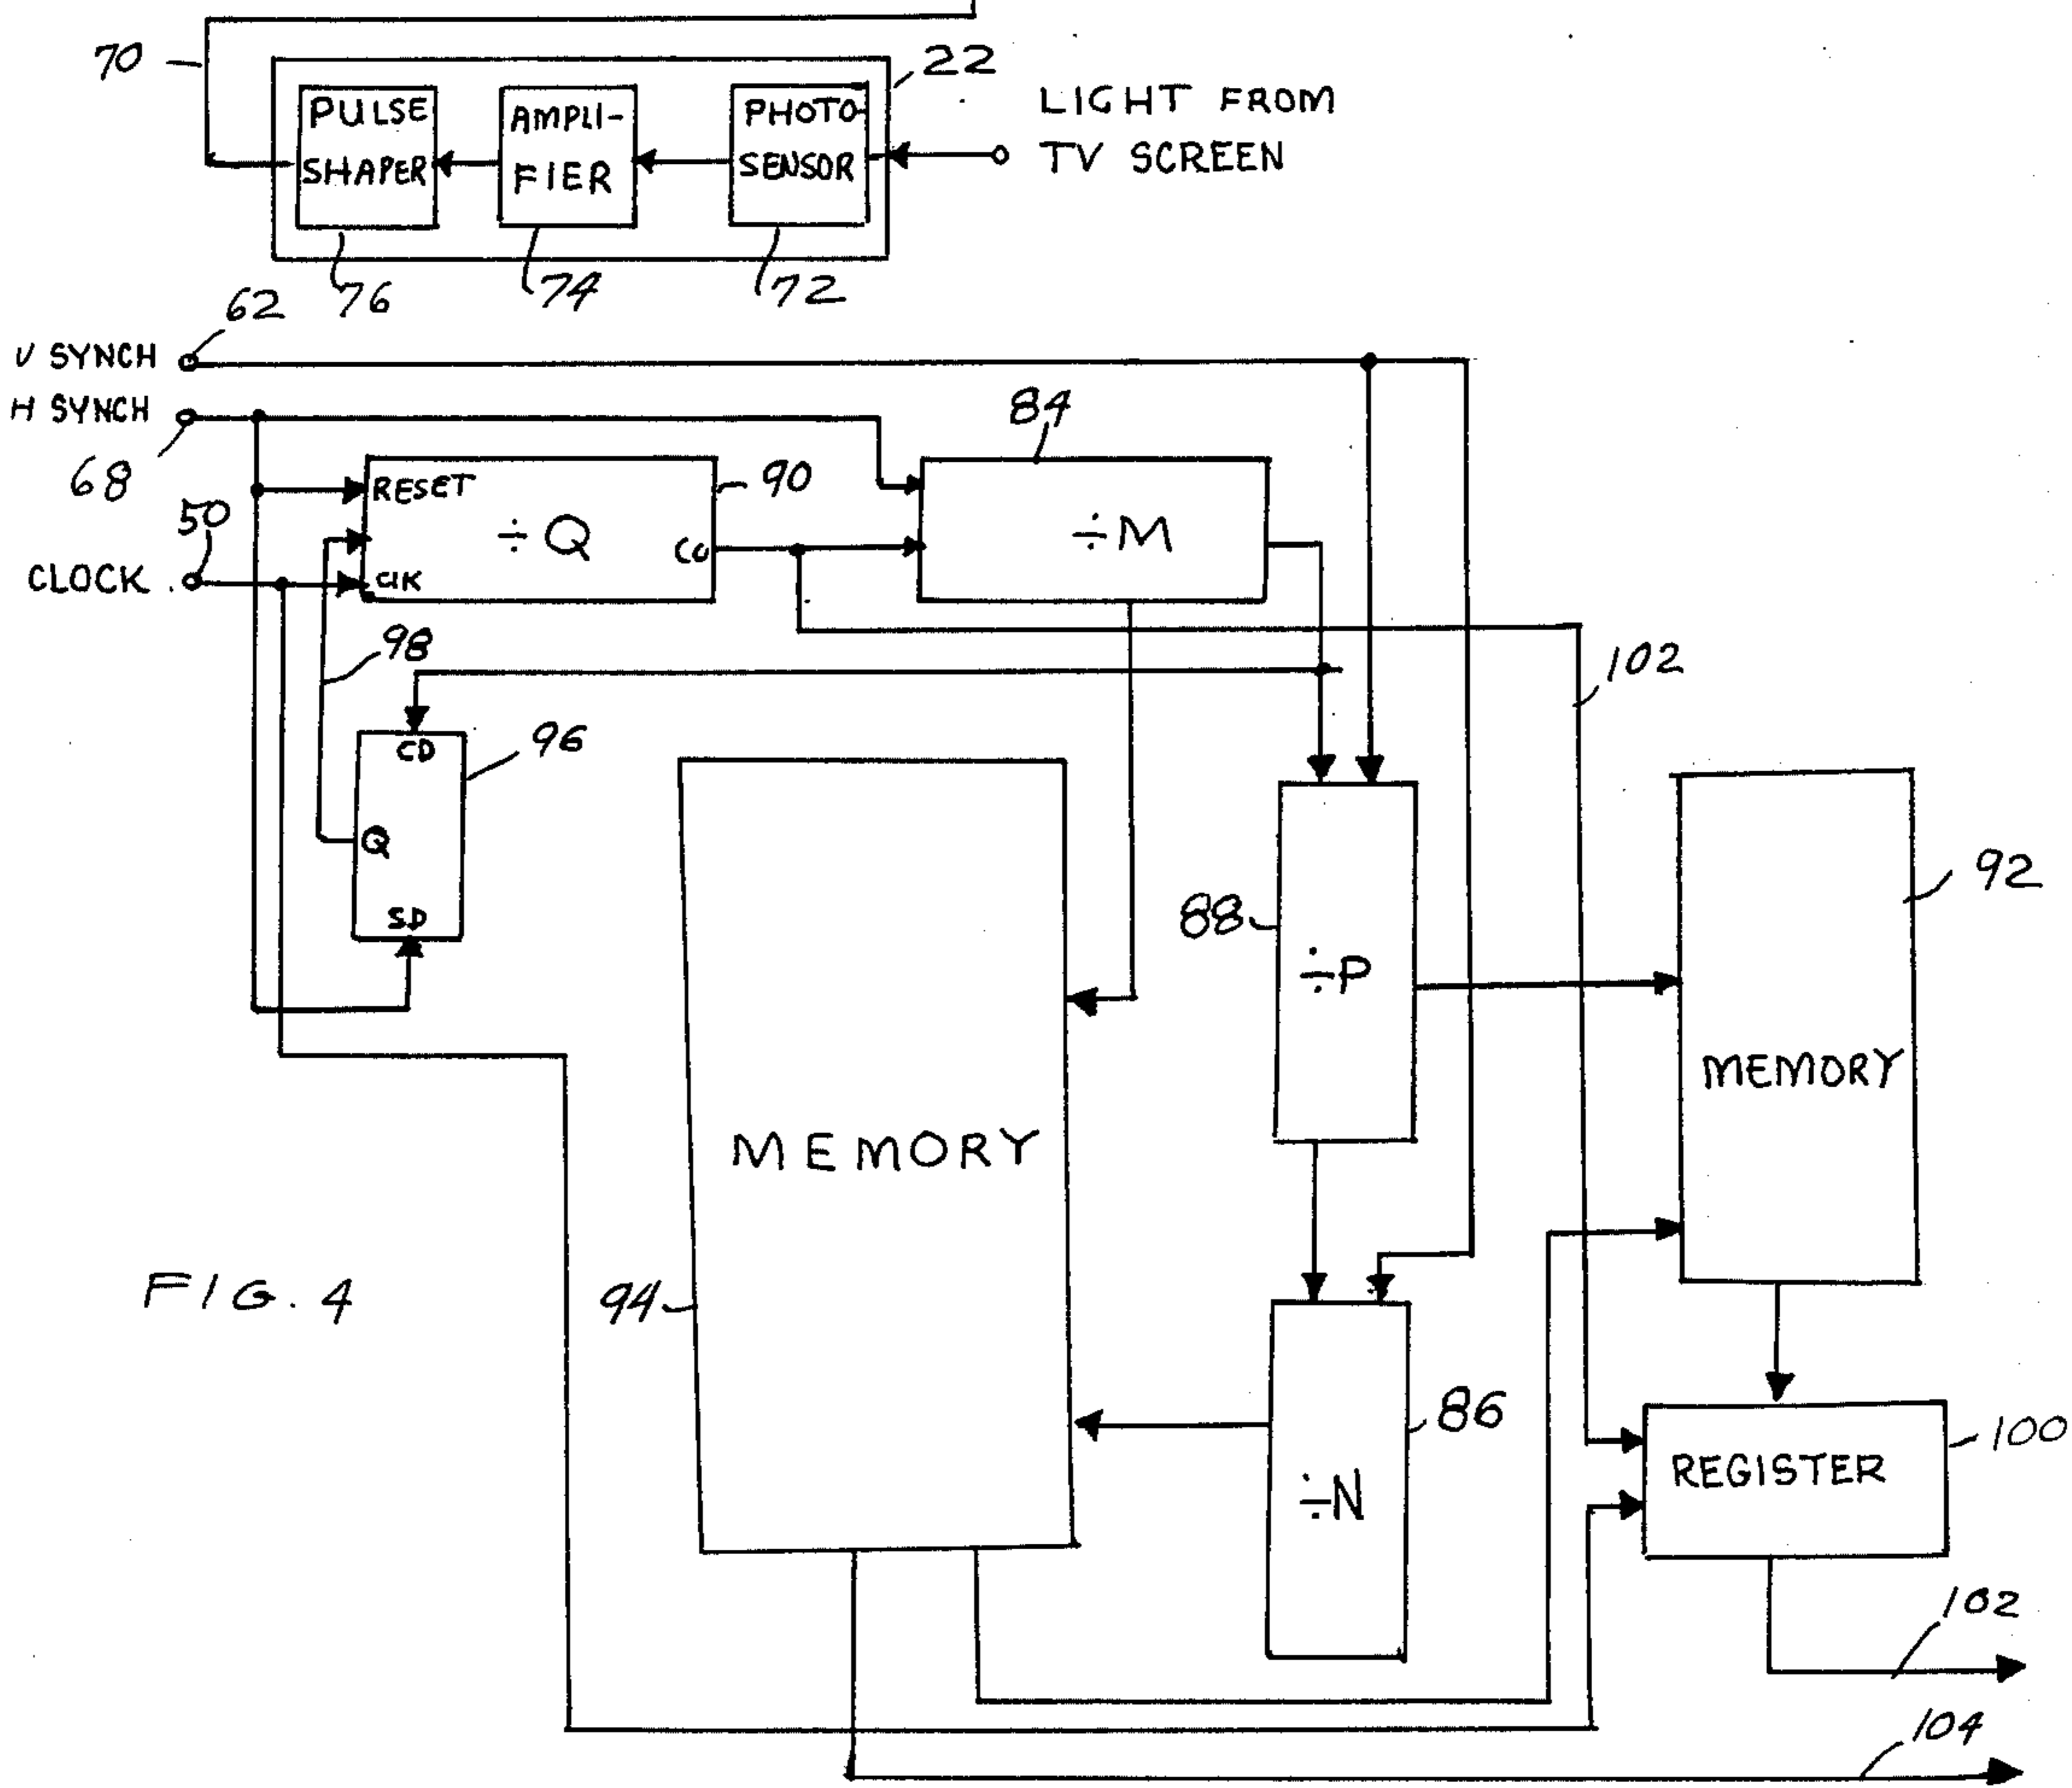 70
22
PULSE
SHAPER
AMPLI-
FIER
PHOTO-
SENSOR
LIGHT FROM
TV SCREEN
76
74
72
62
V SYNCH
H SYNCH
68
84
RESET
÷ Q
CO
90
÷M
50
CLOCK
CLK
98
102
CD
96
Q
SD
92
88
÷P
MEMORY
MEMORY
FIG. 4
94
86
100
REGISTER
÷N
102
104